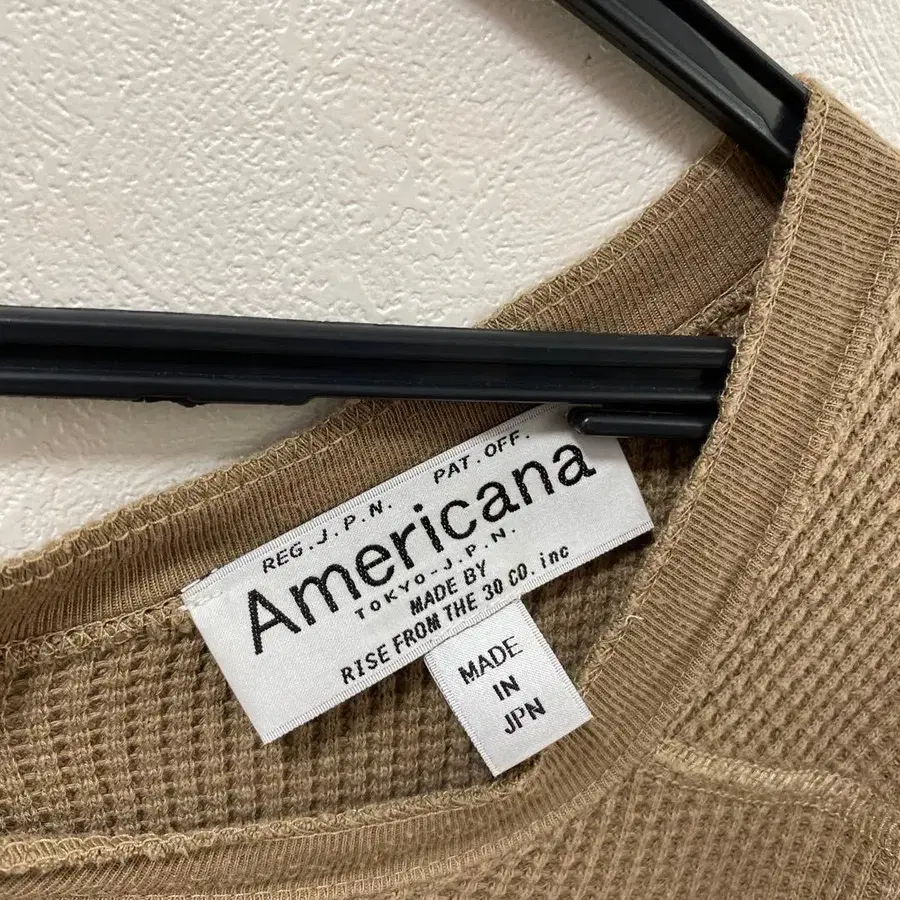 REG.J.P.N. PAT.OFF.
Americana
TOKYO-J.P.N.
MADE BY
RISE FROM THE 30 CO. inc
MADE
IN
JPN